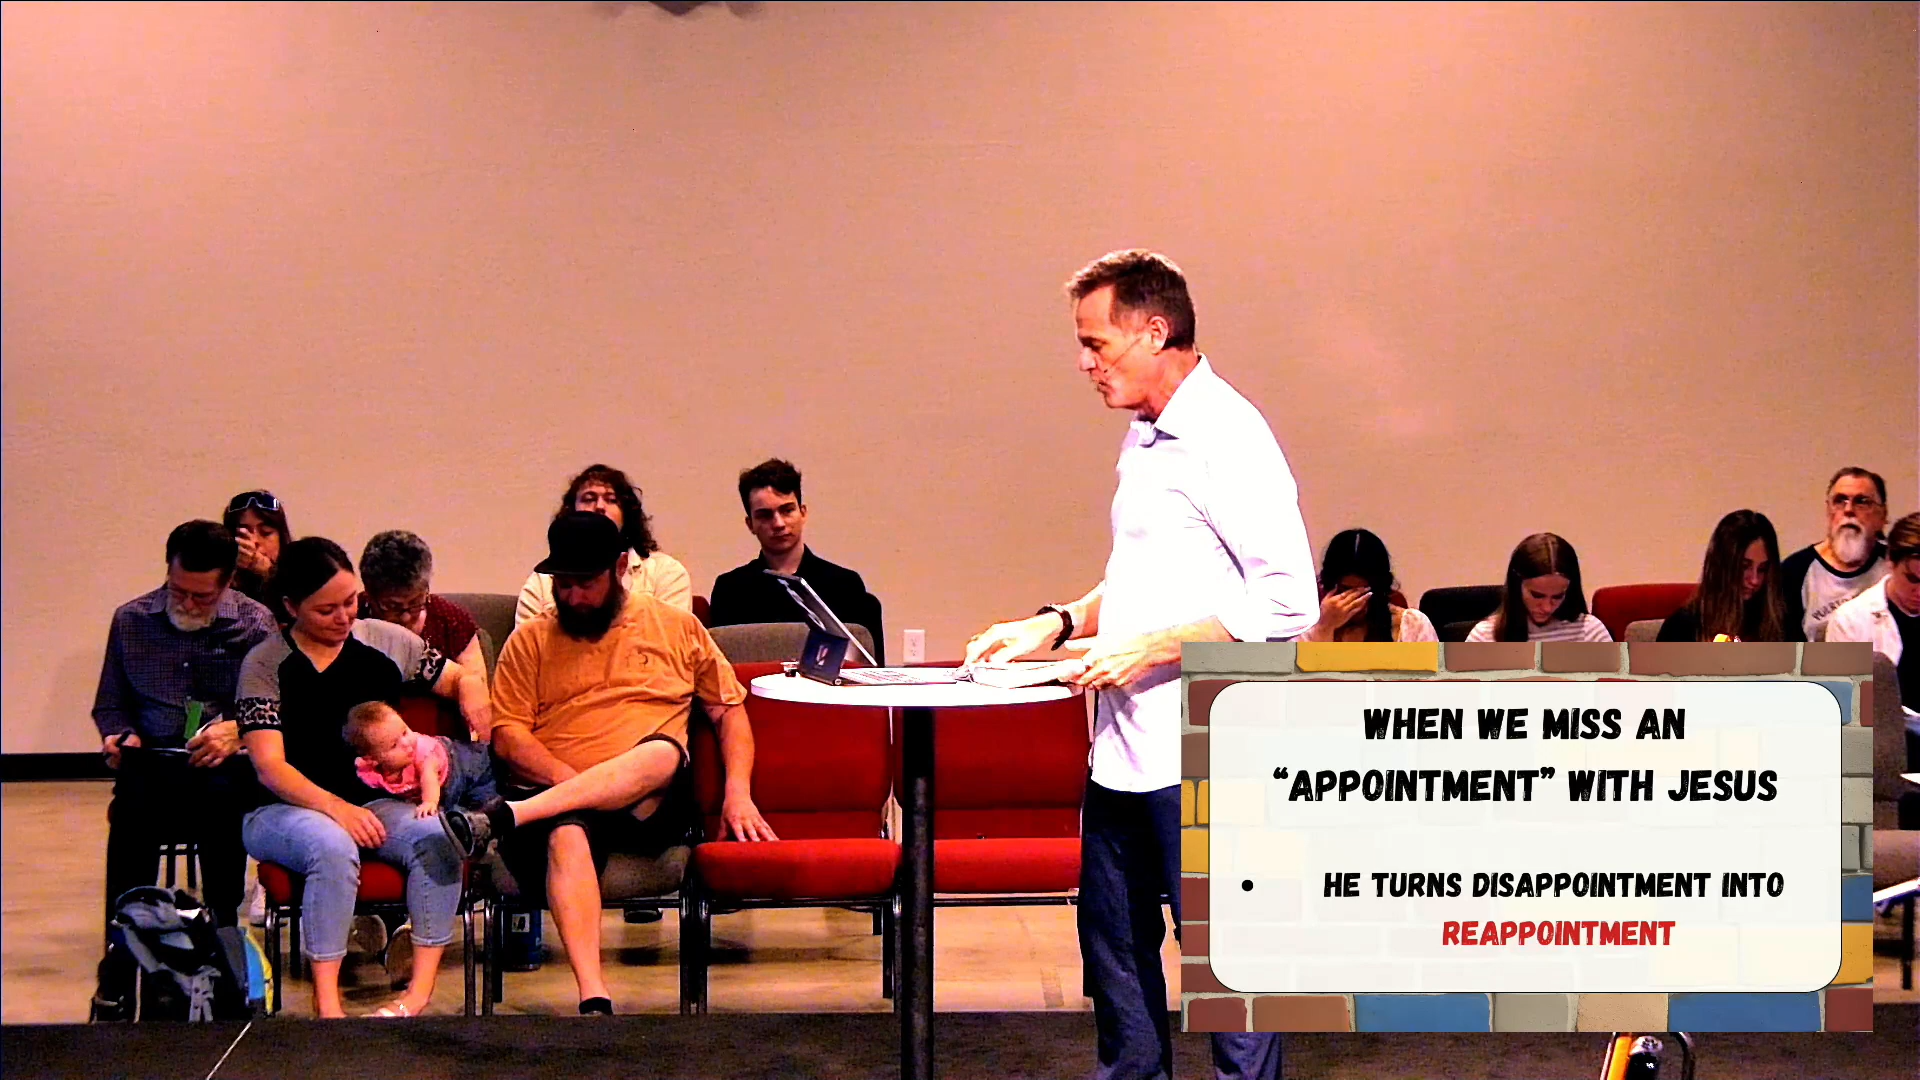 WHEN WE MISS AN
“APPOINTMENT” WITH JESUS
• HE TURNS DISAPPOINTMENT INTO
REAPPOINTMENT